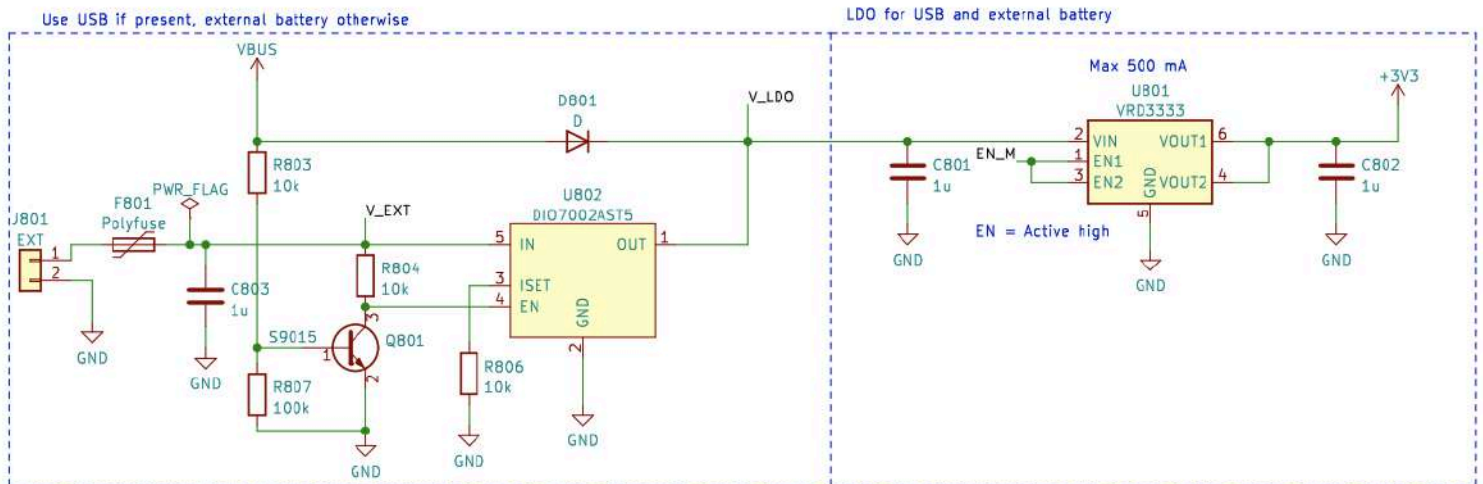 Use USB if present, external battery otherwise
LDO for USB and external battery
VBUS
D801
D
V_LDO
Max 500 mA
U801
VRD3333
+3V3
R803
10k
2
VIN
VOUT1
6
EN_M
1
EN1
3
EN2
VOUT2
4
GND
5
C801
1u
C802
1u
PWR_FLAG
F801
Polyfuse
J801
EXT
1
2
V_EXT
U802
DIO7002AST5
5
IN
OUT
1
3
ISET
4
EN
GND
2
EN = Active high
GND
GND
GND
R804
10k
C803
1u
S9015
1
3
2
Q801
R806
10k
R807
100k
GND
GND
GND
GND
GND